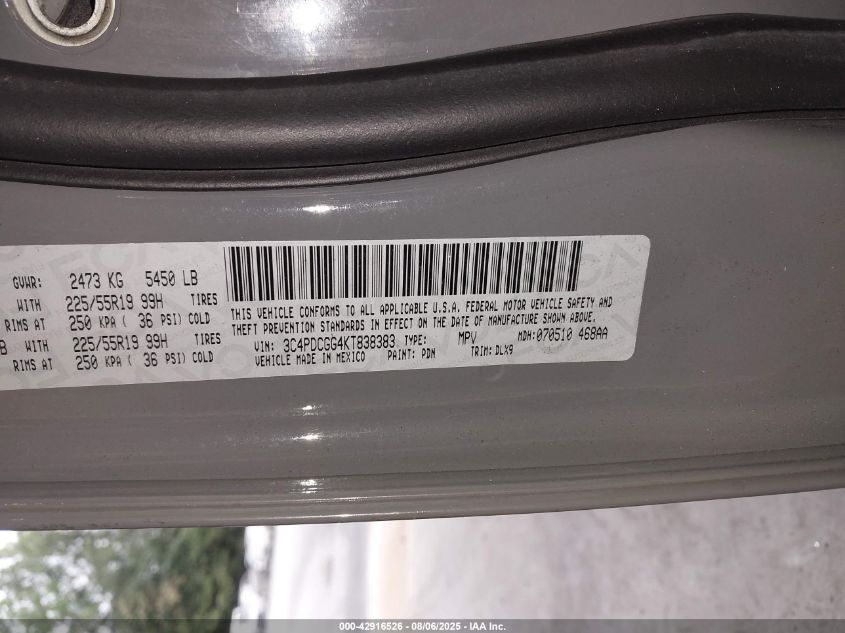 GVWR: 2473 KG 5450 LB
WITH 225/55R19 99H TIRES
RIMS AT 250 KPA ( 36 PSI) COLD
B WITH 225/55R19 99H TIRES
RIMS AT 250 KPA ( 36 PSI) COLD
THIS VEHICLE CONFORMS TO ALL APPLICABLE U.S.A. FEDERAL MOTOR VEHICLE SAFETY AND
THEFT PREVENTION STANDARDS IN EFFECT ON THE DATE OF MANUFACTURE SHOWN ABOVE.
VIN: 3C4PDCGG4KT838383 TYPE: MPV MDH:070510 468AA
VEHICLE MADE IN MEXICO PAINT: PDN TRIM:DLX9
000-42916526 - 08/06/2025 - IAA Inc.